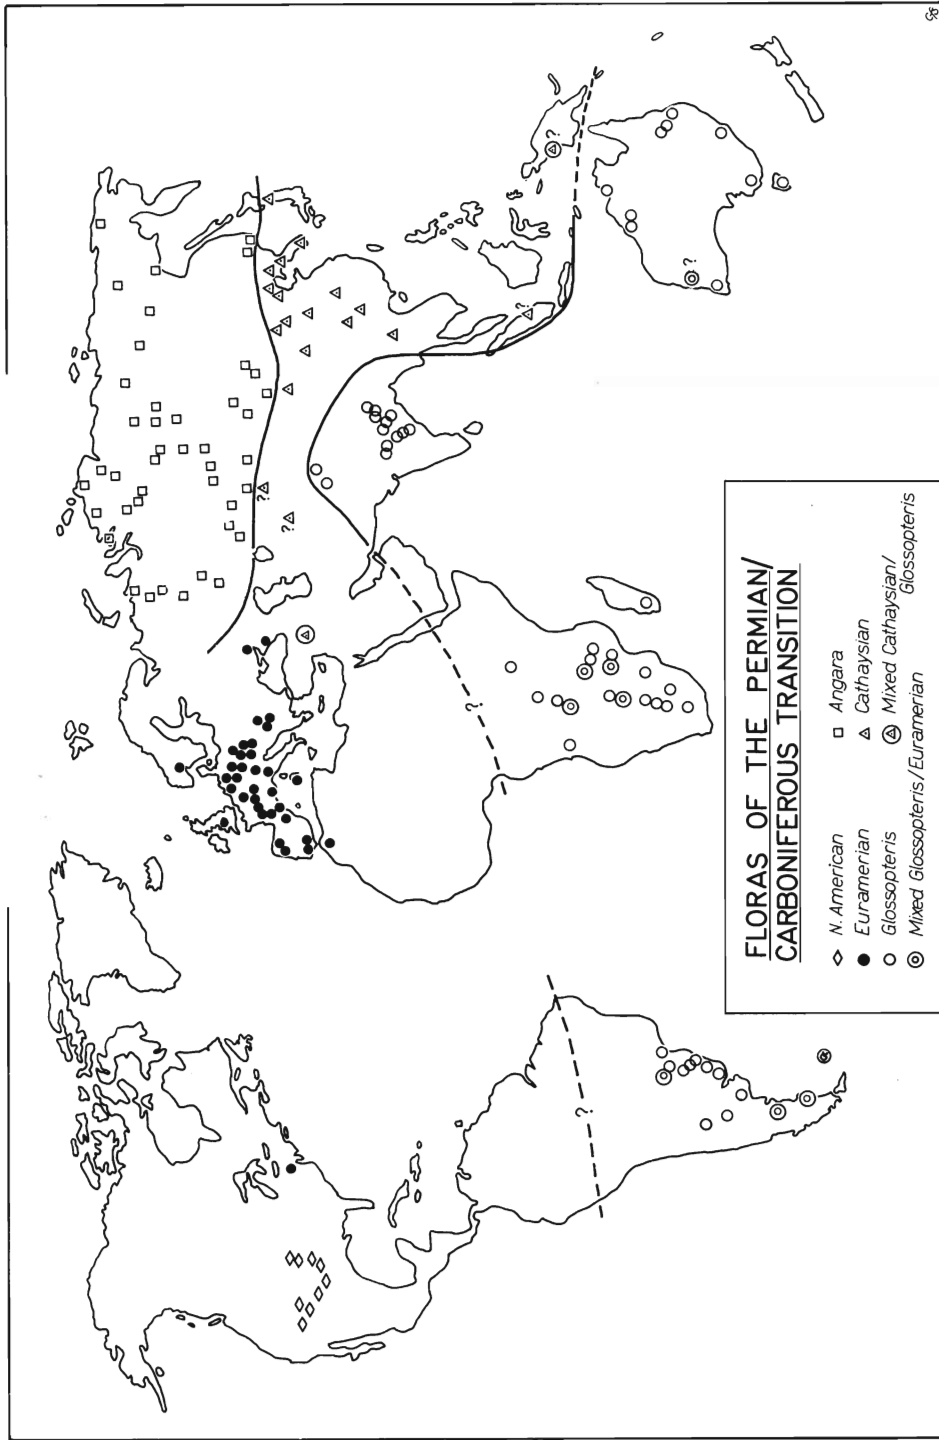 FLORAS OF THE PERMIAN/
CARBONIFEROUS TRANSITION
N. American
Euramerian
Glossopteris
Mixed Glossopteris/Euramerian
Angara
Cathaysian
Mixed Cathaysian/
Glossopteris
?
?
?
?
?
?
?